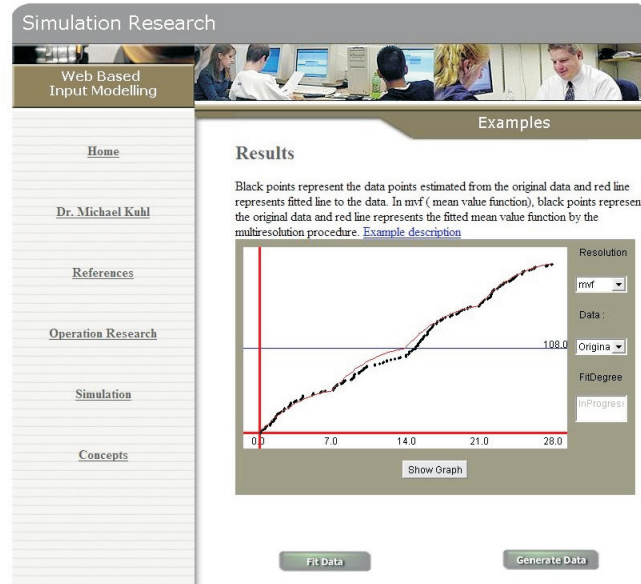 Simulation Research
Web Based
Input Modelling
Examples
Home
Dr. Michael Kuhl
References
Operation Research
Simulation
Concepts
Results
Black points represent the data points estimated from the original data and red line
represents fitted line to the data. In mvf ( mean value function), black points represen
the original data and red line represents the fitted mean value function by the
multiresolution procedure. Example description
Resolution
mvf
Data :
108.0
Origina
FitDegree
InProgress
0.0 7.0 14.0 21.0 28.0
Show Graph
Fit Data
Generate Data